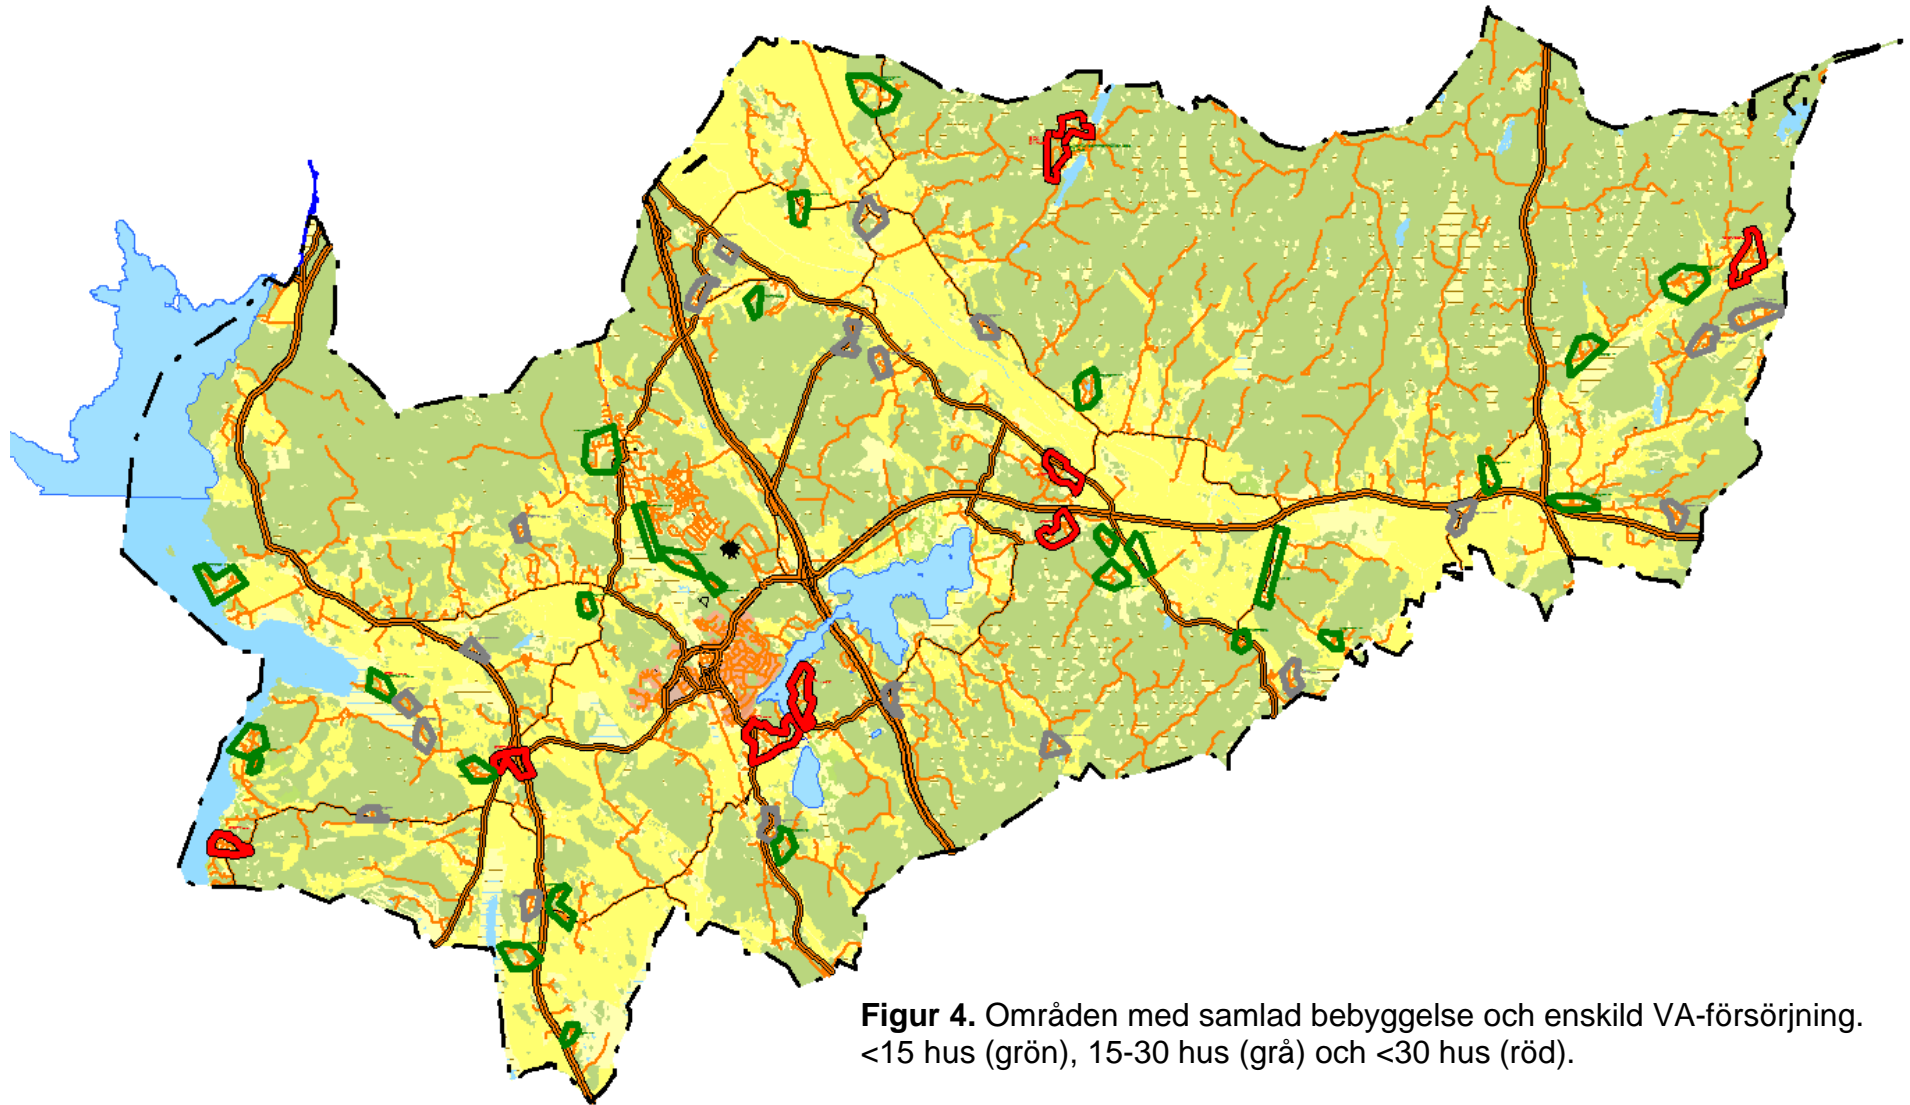 Figur 4. Områden med samlad bebyggelse och enskild VA-försörjning.
<15 hus (grön), 15-30 hus (grå) och <30 hus (röd).